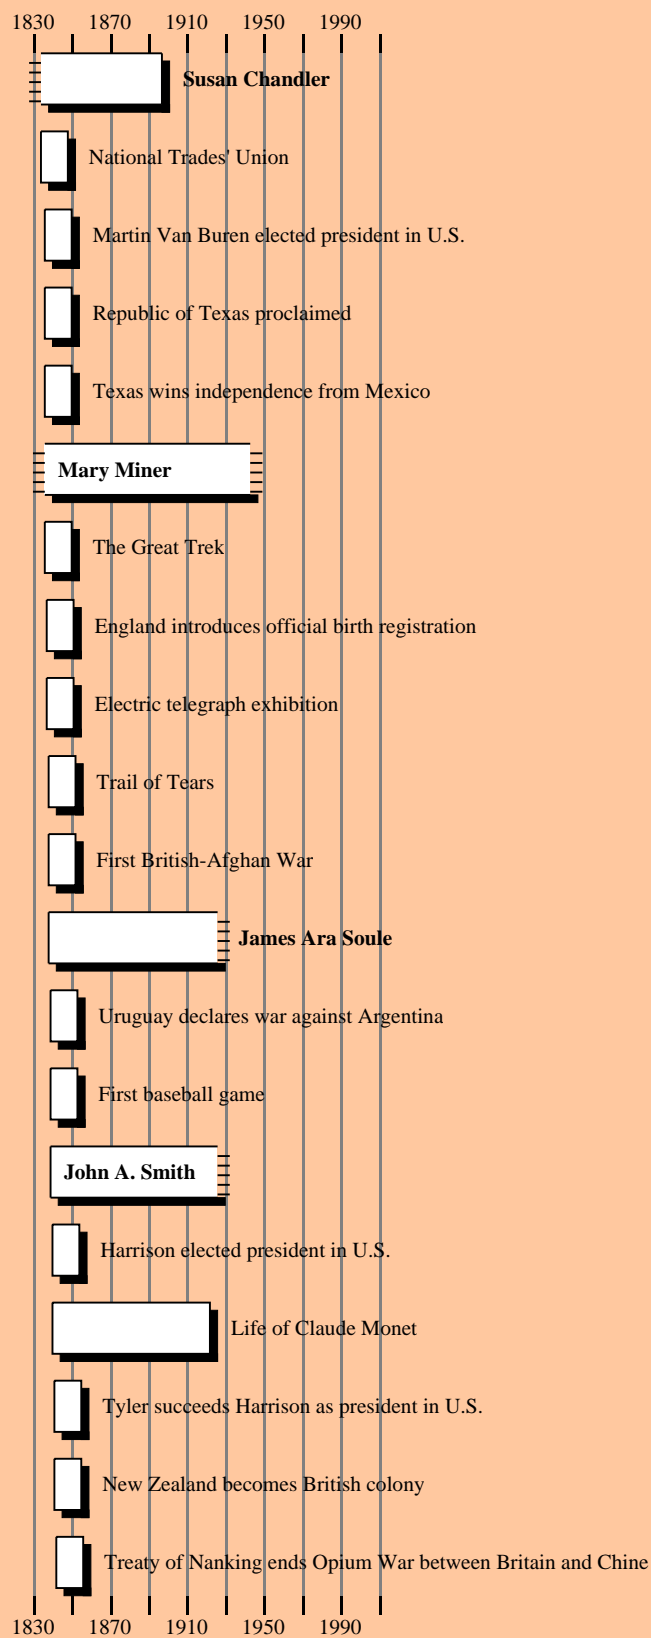 1830 1870 1910 1950 1990
Susan Chandler
National Trades' Union
Martin Van Buren elected president in U.S.
Republic of Texas proclaimed
Texas wins independence from Mexico
Mary Miner
The Great Trek
England introduces official birth registration
Electric telegraph exhibition
Trail of Tears
First British-Afghan War
James Ara Soule
Uruguay declares war against Argentina
First baseball game
John A. Smith
Harrison elected president in U.S.
Life of Claude Monet
Tyler succeeds Harrison as president in U.S.
New Zealand becomes British colony
Treaty of Nanking ends Opium War between Britain and Chine
1830 1870 1910 1950 1990